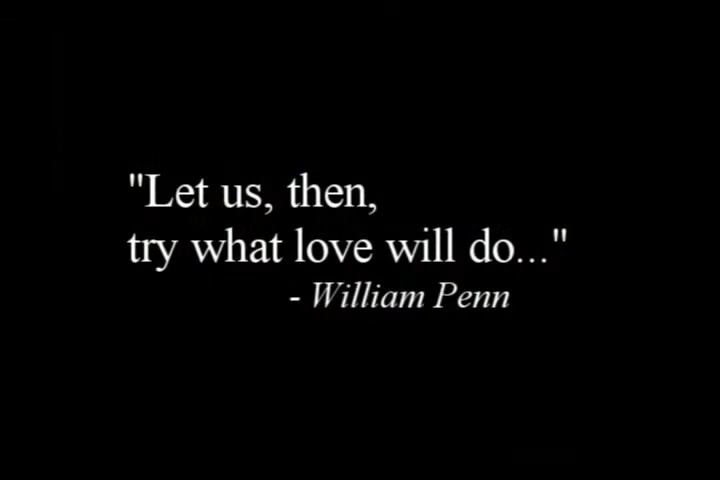 "Let us, then,
try what love will do..."
- William Penn